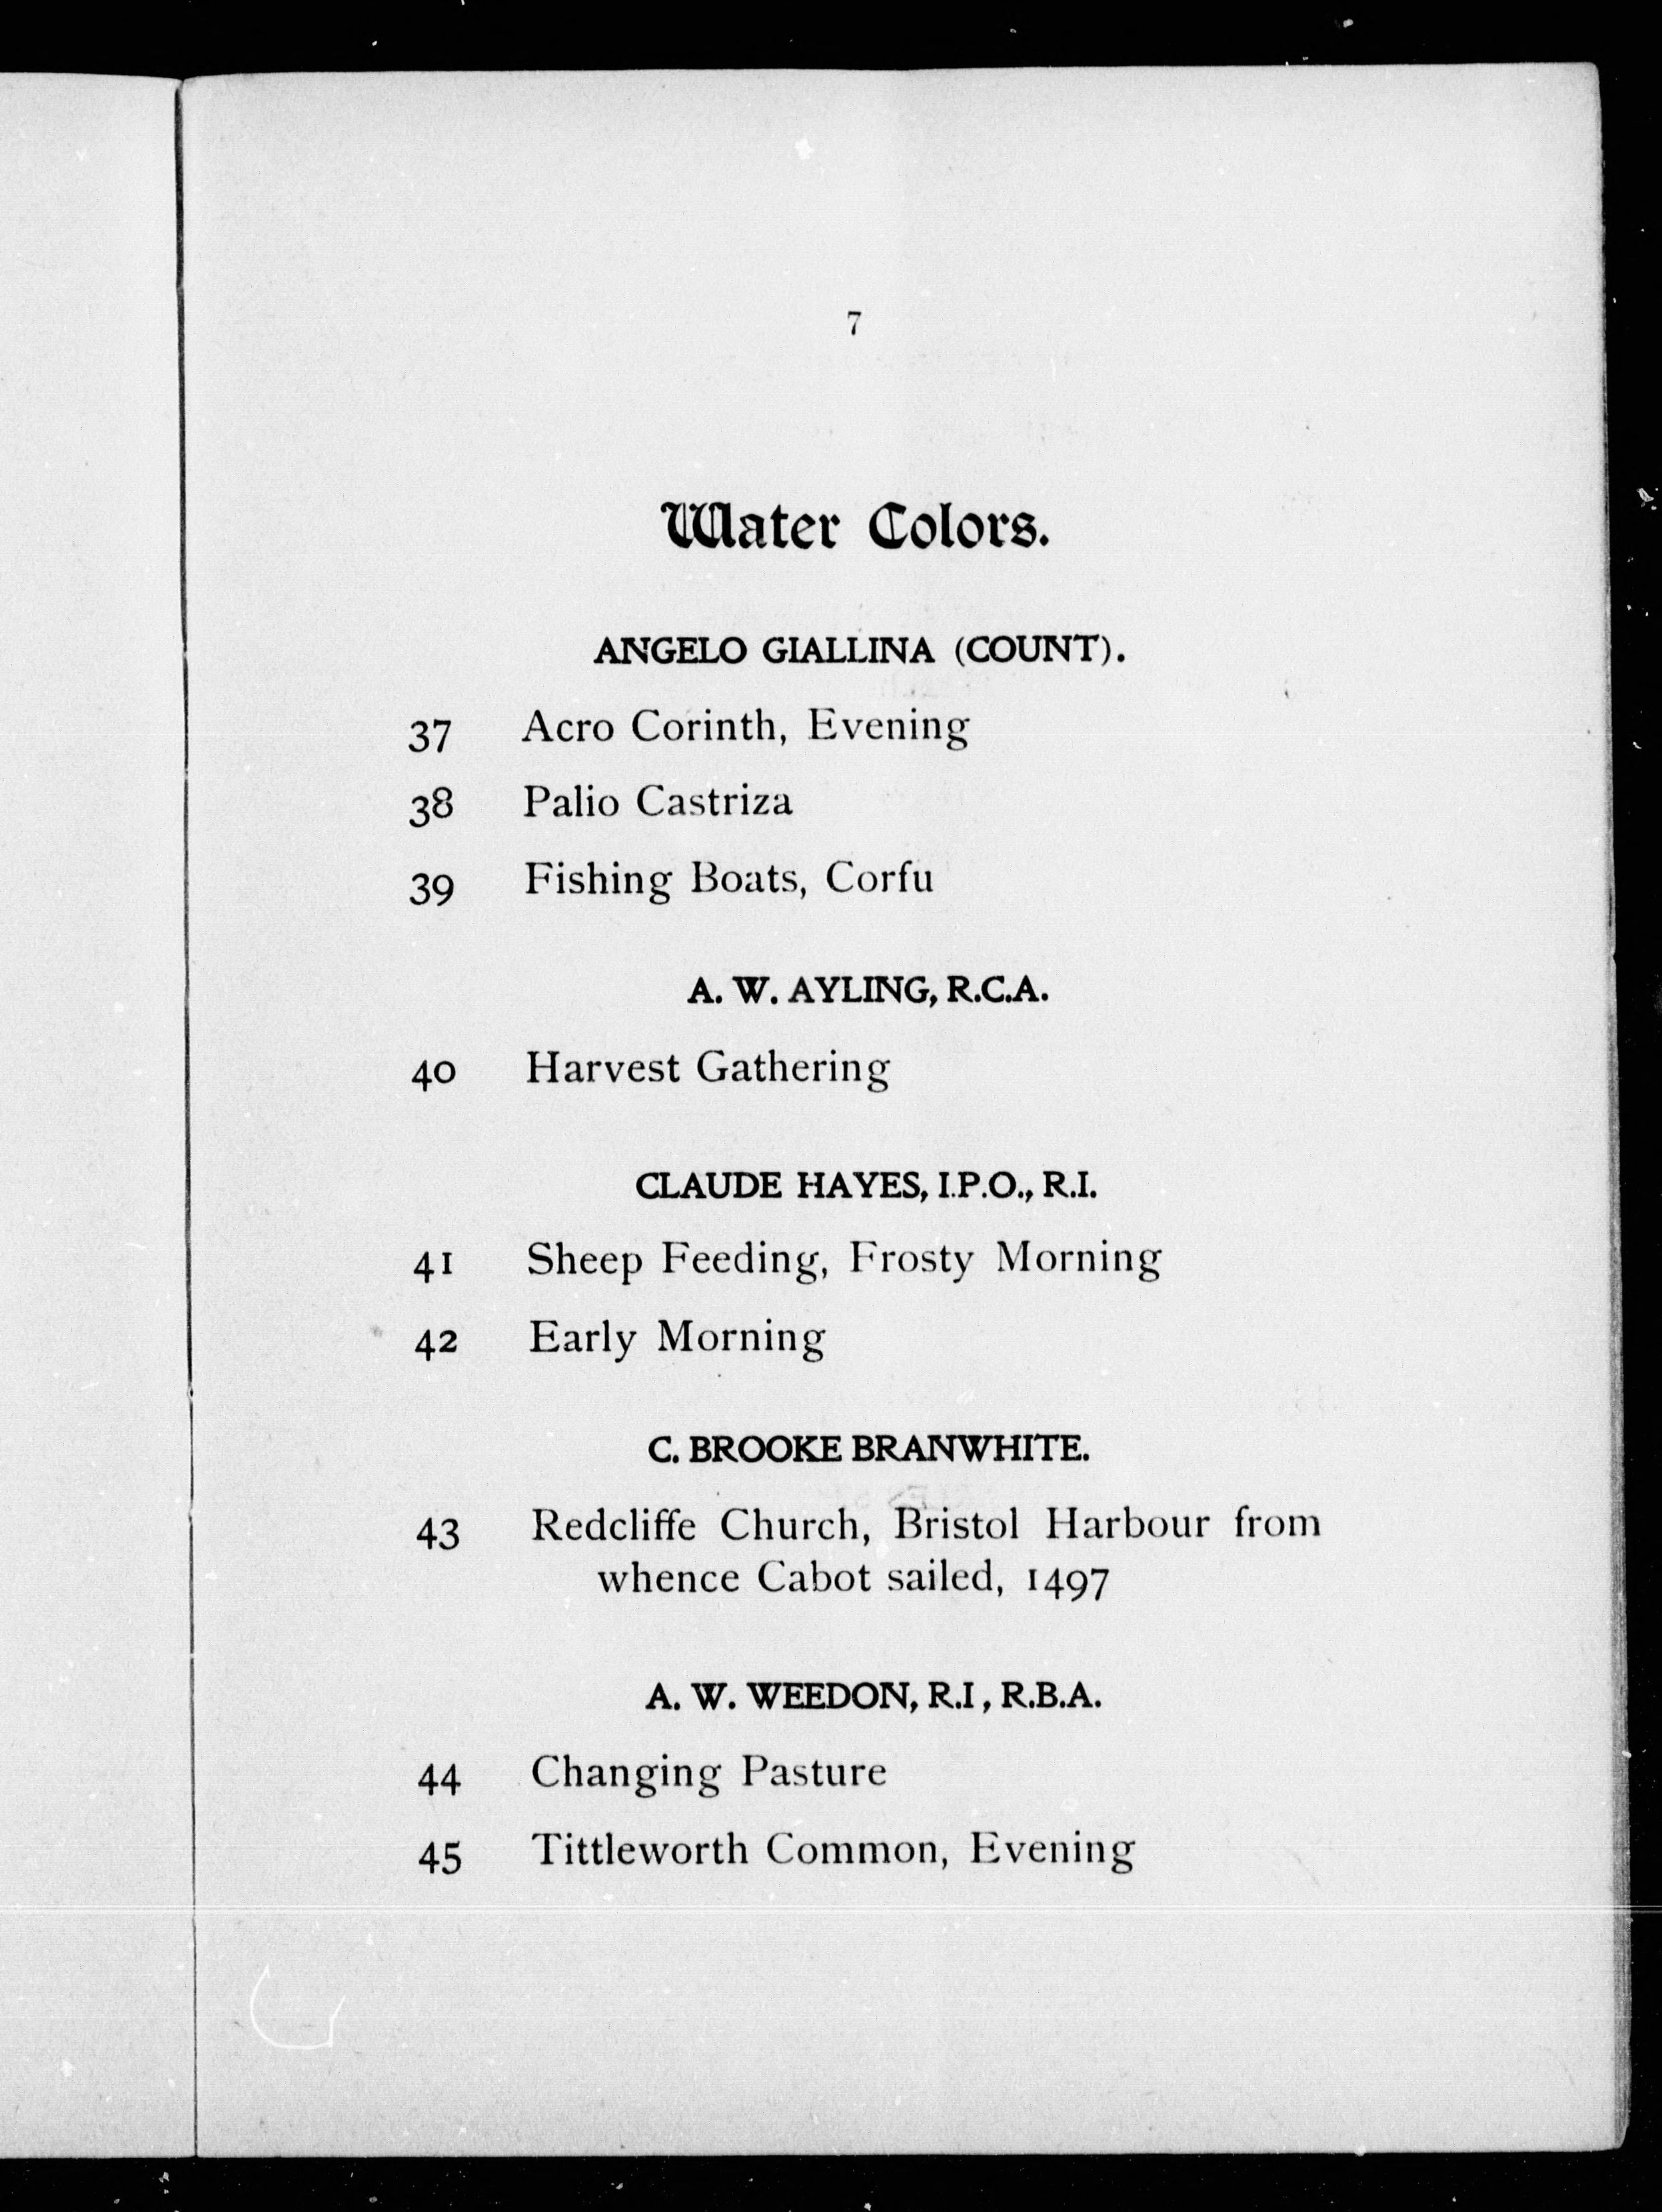 7
Water Colors.
ANGELO GIALLINA (COUNT).
37 Acro Corinth, Evening
38 Palio Castriza
39 Fishing Boats, Corfu
A. W. AYLING, R.C.A.
40 Harvest Gathering
CLAUDE HAYES, I.P.O., R.I.
41 Sheep Feeding, Frosty Morning
42 Early Morning
C. BROOKE BRANWHITE.
43 Redcliffe Church, Bristol Harbour from
whence Cabot sailed, 1497
A. W. WEEDON, R.I , R.B.A.
44 Changing Pasture
45 Tittleworth Common, Evening